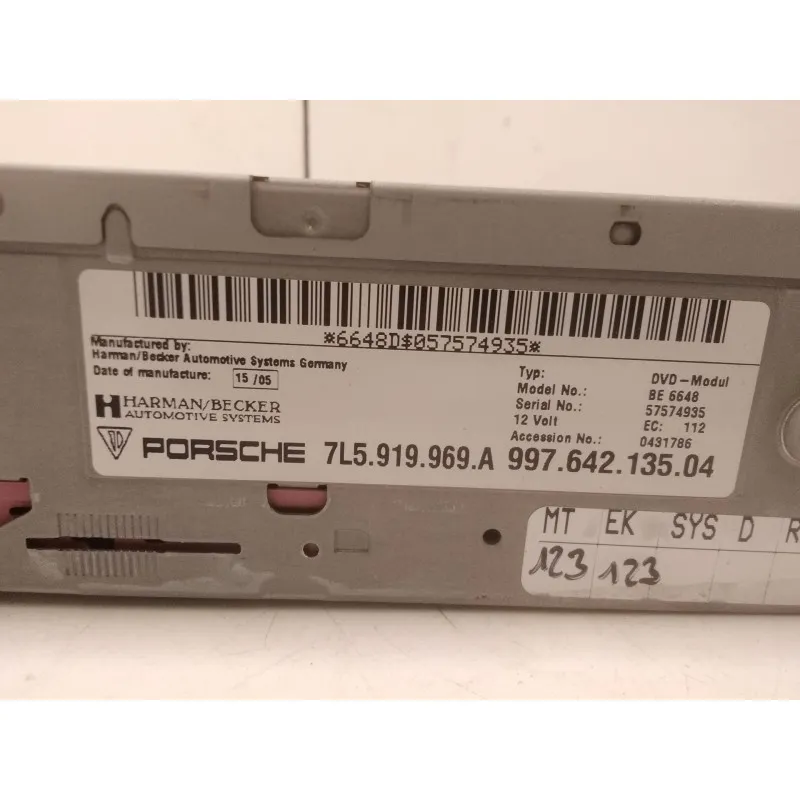 *6648D$057574935*
Manufactured by:
Harman/Becker Automotive Systems Germany
Date of manufacture: 15 /05
HARMAN/BECKER
AUTOMOTIVE SYSTEMS
Typ: DVD-Modul
Model No.: BE 6648
Serial No.: 57574935
12 Volt EC: 112
Accession No.: 0431786
PORSCHE 7L5.919.969.A 997.642.135.04
MT EK SYS D R
123 123